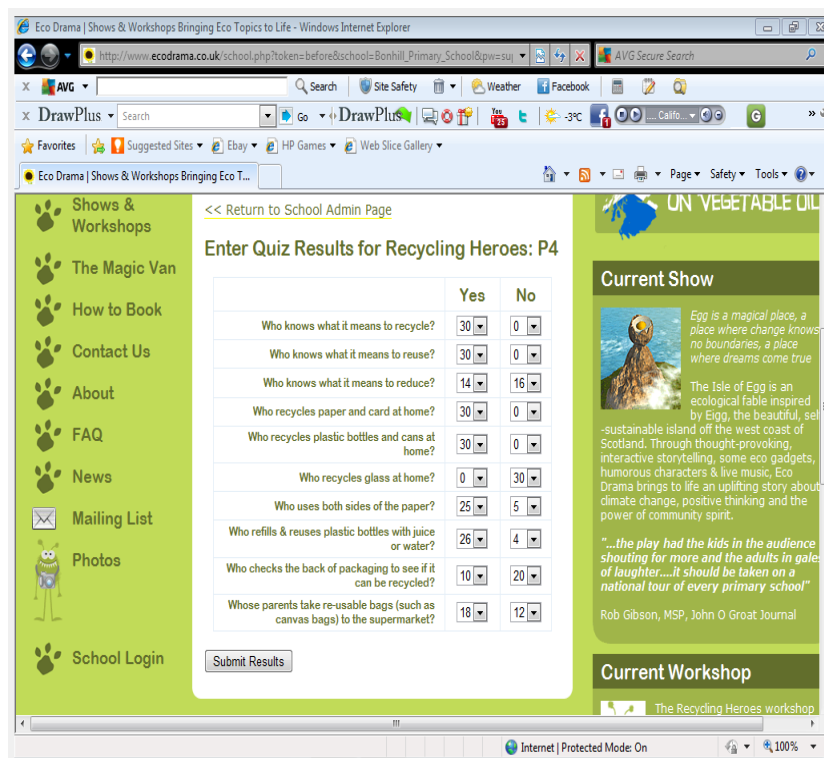 Eco Drama | Shows & Workshops Bringing Eco Topics to Life - Windows Internet Explorer
http://www.ecodrama.co.uk/school.php?token=before&school=Bonhill_Primary_School&pw=su
AVG Secure Search
x AVG
Search
Site Safety
Weather
Facebook
x DrawPlus
Search
Go
DrawPlus
You
25
-3°C
1
.... Califo...
G
»
Favorites
Suggested Sites
Ebay
HP Games
Web Slice Gallery
Eco Drama | Shows & Workshops Bringing Eco T...
Page
Safety
Tools
Shows &
Workshops
The Magic Van
How to Book
Contact Us
About
FAQ
News
Mailing List
Photos
School Login
<< Return to School Admin Page
Enter Quiz Results for Recycling Heroes: P4
Yes No
Who knows what it means to recycle? 30 0
Who knows what it means to reuse? 30 0
Who knows what it means to reduce? 14 16
Who recycles paper and card at home? 30 0
Who recycles plastic bottles and cans at
home? 30 0
Who recycles glass at home? 0 30
Who uses both sides of the paper? 25 5
Who refills & reuses plastic bottles with juice
or water? 26 4
Who checks the back of packaging to see if it
can be recycled? 10 20
Whose parents take re-usable bags (such as
canvas bags) to the supermarket? 18 12
Submit Results
ON VEGETABLE OIL
Current Show
Egg is a magical place, a
place where change knows
no boundaries, a place
where dreams come true
The Isle of Egg is an
ecological fable inspired
by Eigg, the beautiful, sel
-sustainable island off the west coast of
Scotland. Through thought-provoking,
interactive storytelling, some eco gadgets,
humorous characters & live music, Eco
Drama brings to life an uplifting story about
climate change, positive thinking and the
power of community spirit.
"...the play had the kids in the audience
shouting for more and the adults in gales
of laughter....it should be taken on a
national tour of every primary school"
Rob Gibson, MSP, John O Groat Journal
Current Workshop
The Recycling Heroes workshop
Internet | Protected Mode: On
100%